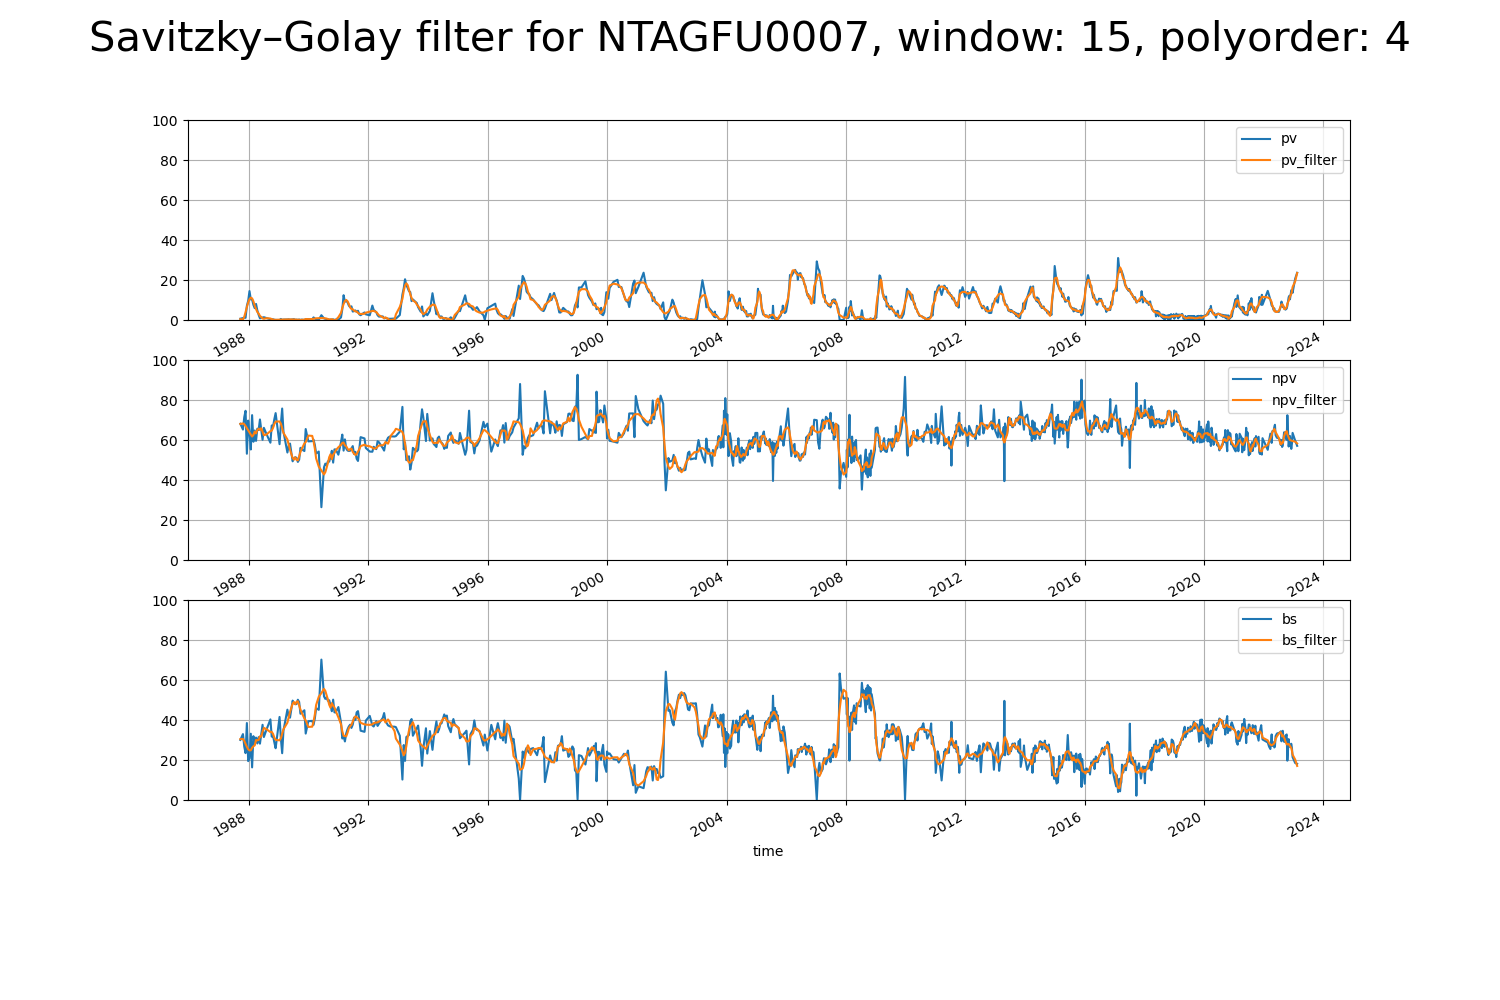 Savitzky–Golay filter for NTAGFU0007, window: 15, polyorder: 4
100
80
60
40
20
0
pv
pv_filter
1988 1992 1996 2000 2004 2008 2012 2016 2020 2024
100
80
60
40
20
0
npv
npv_filter
1988 1992 1996 2000 2004 2008 2012 2016 2020 2024
100
80
60
40
20
0
bs
bs_filter
1988 1992 1996 2000 2004 2008 2012 2016 2020 2024
time